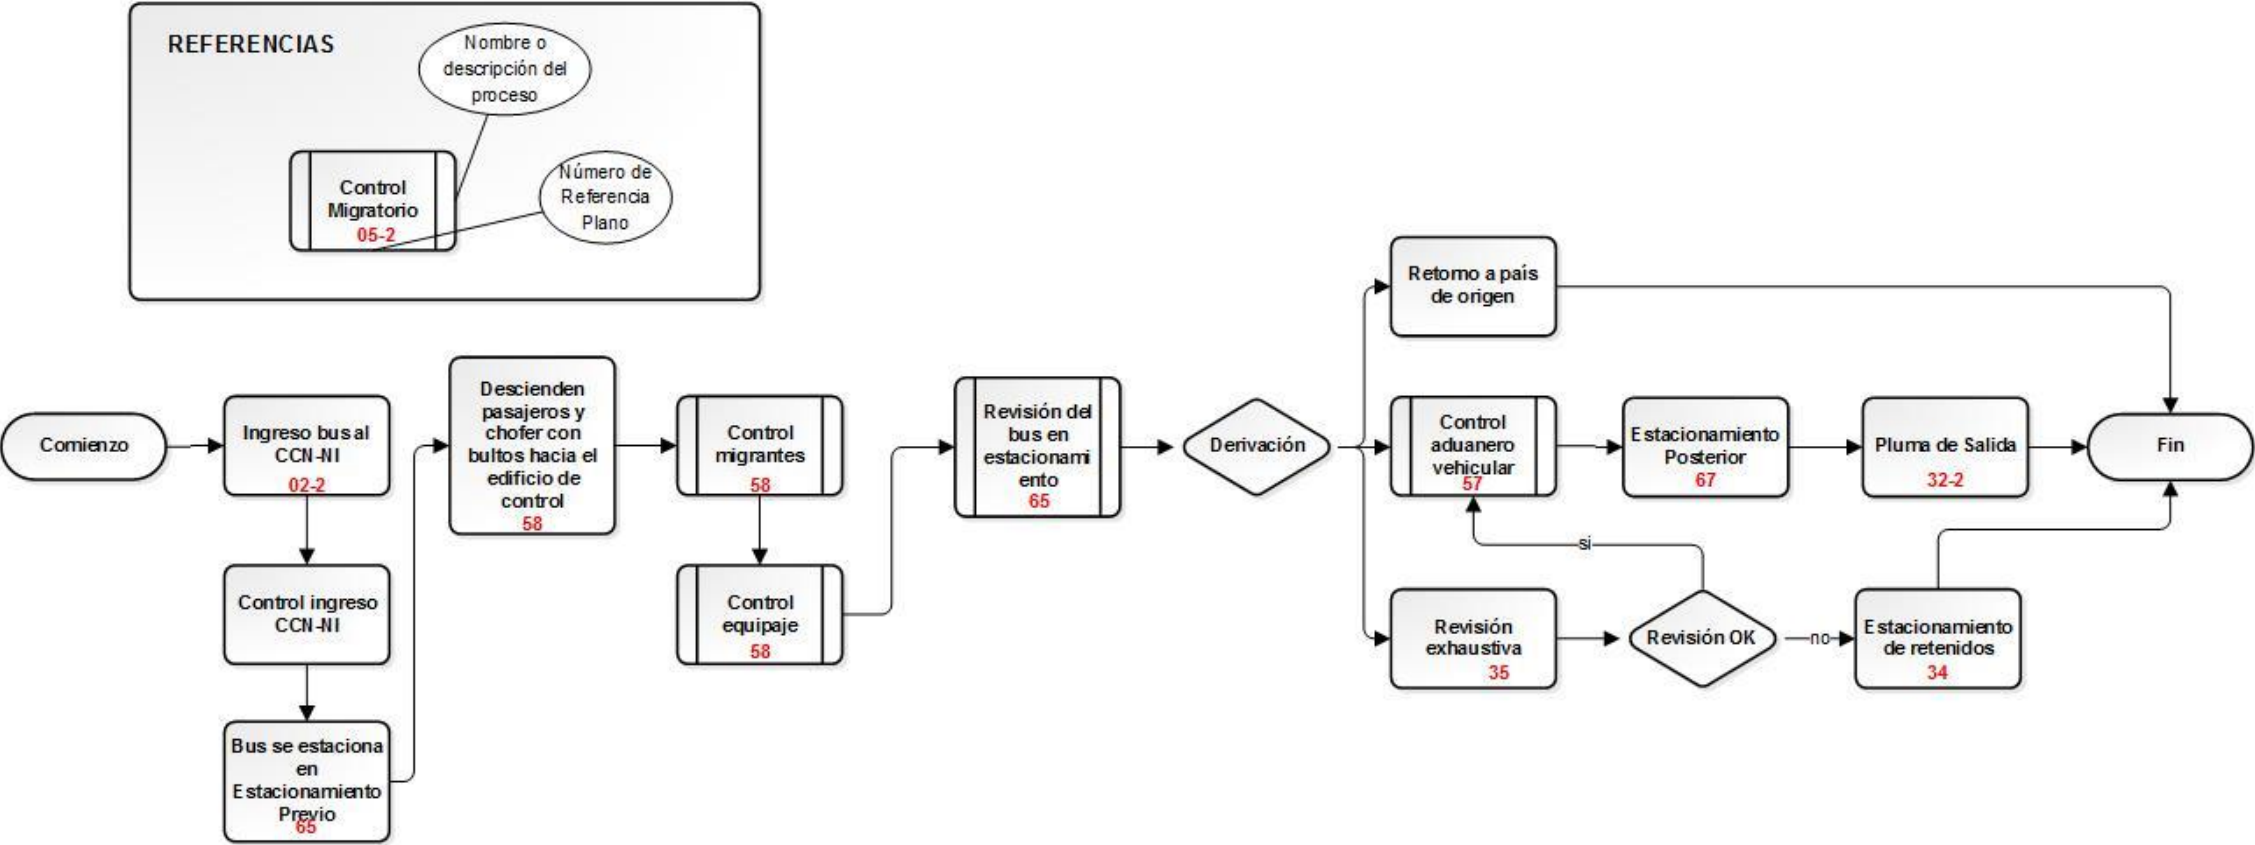 REFERENCIAS
Nombre o
descripción del
proceso
Control
Migratorio
05-2
Número de
Referencia
Plano
Comienzo
Ingreso bus al
CCN-NI
02-2
Control ingreso
CCN-NI
Bus se estaciona
en
Estacionamiento
Previo
65
Descienden
pasajeros y
chofer con
bultos hacia el
edificio de
control
58
Control
migrantes
58
Control
equipaje
58
Revisión del
bus en
estacionami
ento
65
Derivación
Retorno a país
de origen
Control
aduanero
vehicular
57
Estacionamiento
Posterior
67
Pluma de Salida
32-2
Fin
si
Revisión
exhaustiva
35
Revisión OK
no
Estacionamiento
de retenidos
34